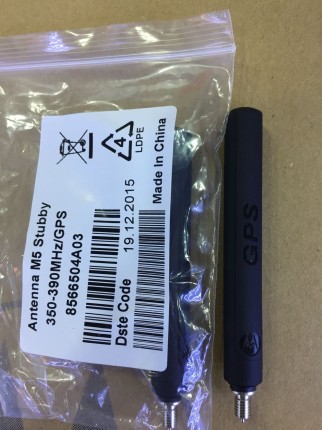 Antenna M5 Stubby
350-390MHz/GPS
8566504A03
Dste Code
19.12.2015
Made In China
4
LDPE
GPS